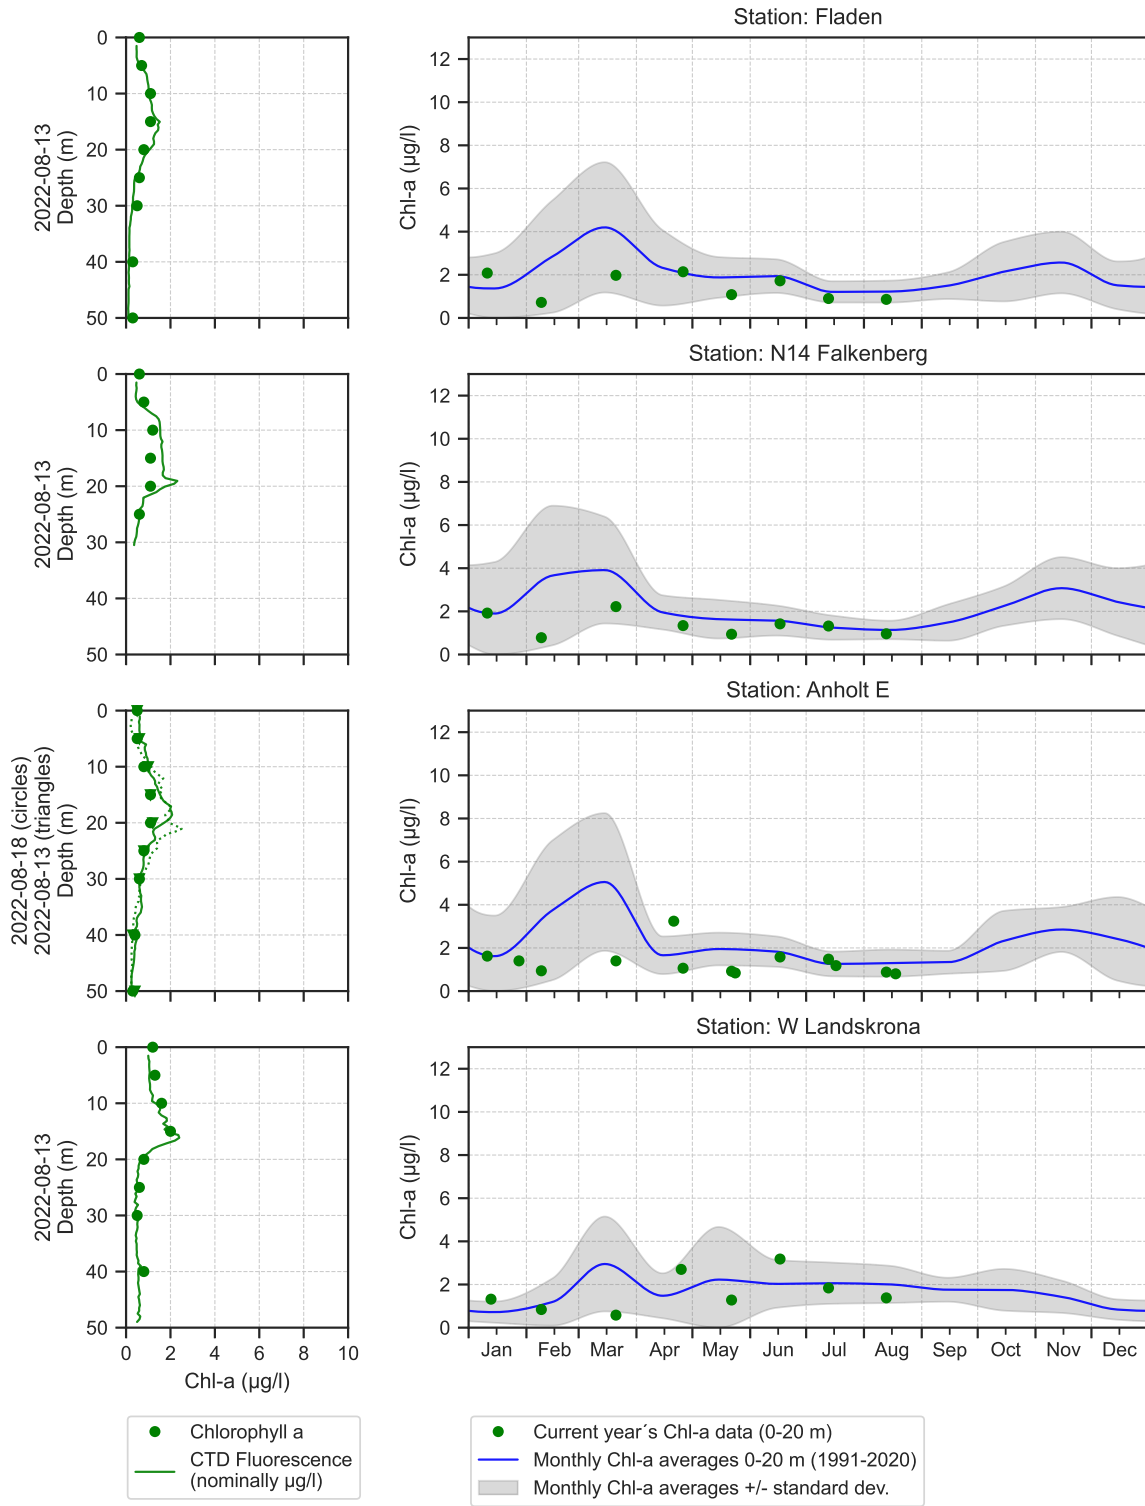 Station: Fladen
0
10
20
30
40
50
2022-08-13
Depth (m)
12
10
8
6
4
2
0
Chl-a (µg/l)
Station: N14 Falkenberg
0
10
20
30
40
50
2022-08-13
Depth (m)
12
10
8
6
4
2
0
Chl-a (µg/l)
Station: Anholt E
0
10
20
30
40
50
2022-08-18 (circles)
2022-08-13 (triangles)
Depth (m)
12
10
8
6
4
2
0
Chl-a (µg/l)
Station: W Landskrona
0
10
20
30
40
50
2022-08-13
Depth (m)
0 2 4 6 8 10
Chl-a (µg/l)
12
10
8
6
4
2
0
Chl-a (µg/l)
Jan Feb Mar Apr May Jun Jul Aug Sep Oct Nov Dec
Chlorophyll a
CTD Fluorescence
(nominally µg/l)
Current year´s Chl-a data (0-20 m)
Monthly Chl-a averages 0-20 m (1991-2020)
Monthly Chl-a averages +/- standard dev.